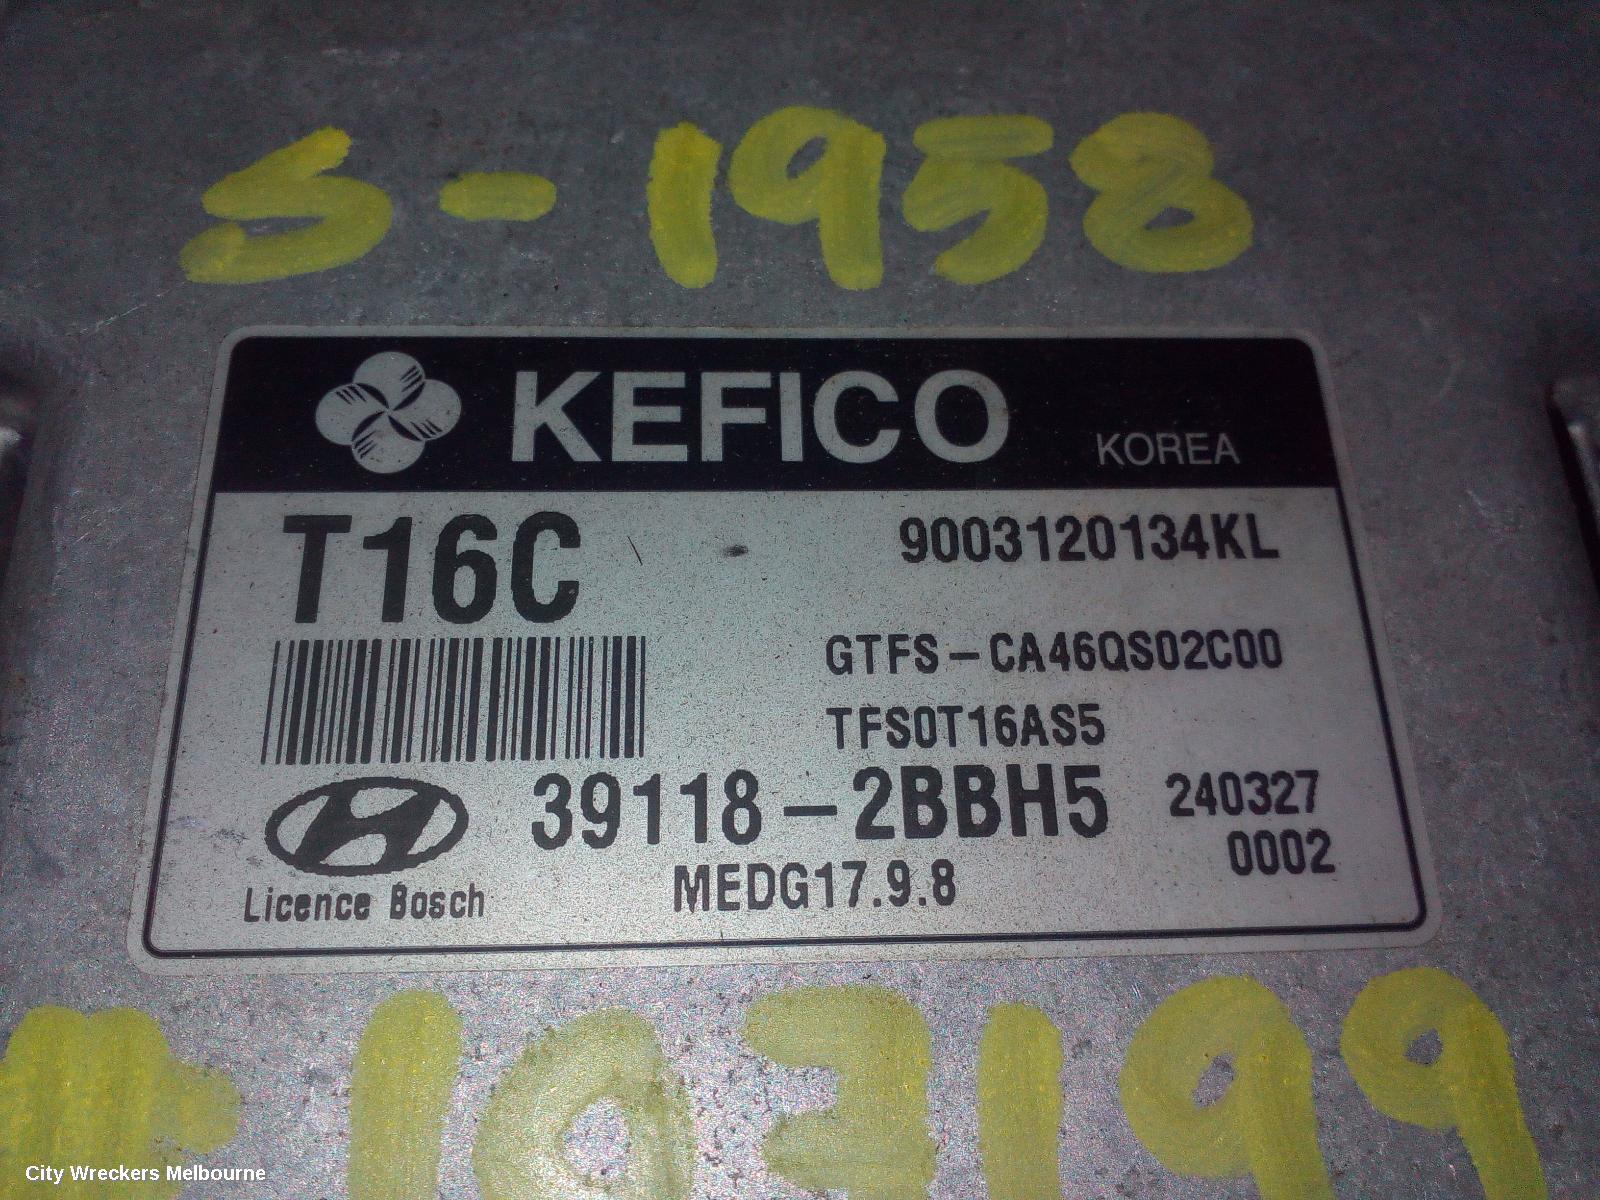 S-1958
KEFICO KOREA
T16C 9003120134KL
GTFS-CA46QS02C00
TFS0T16AS5
39118-2BBH5 240327
0002
Licence Bosch MEDG17.9.8
103199
City Wreckers Melbourne